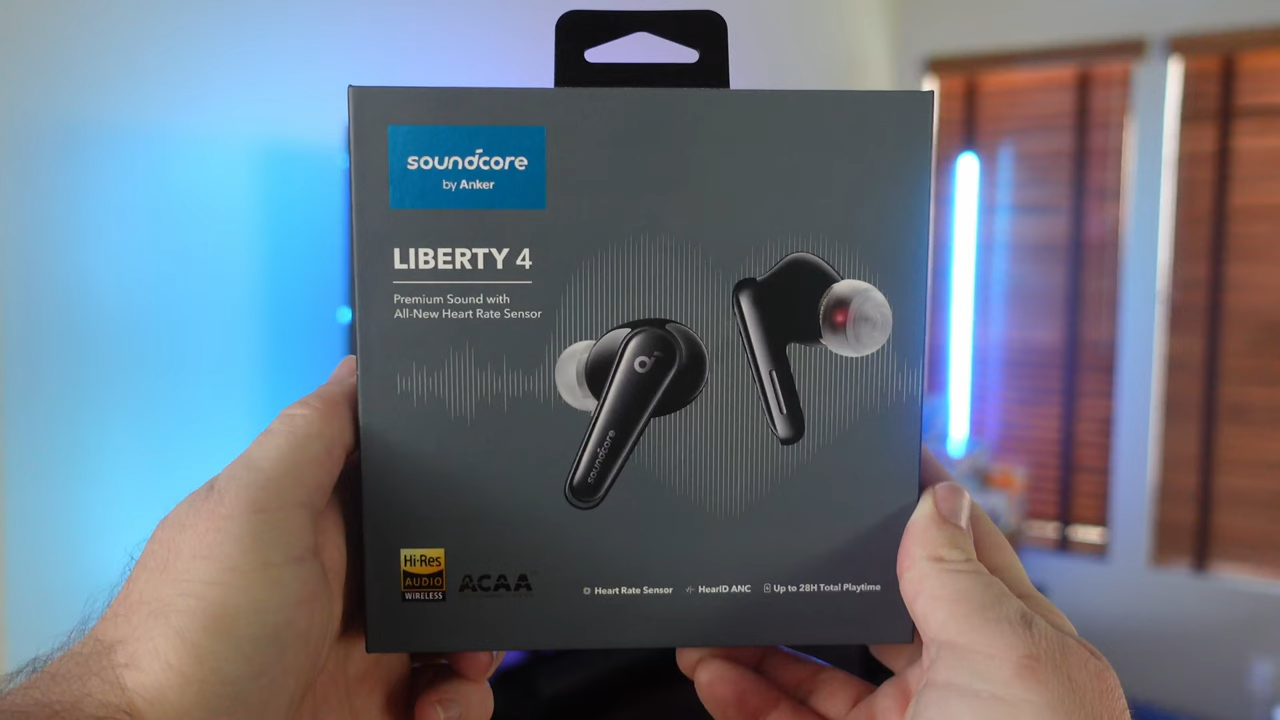 soundcore
by Anker
LIBERTY 4
Premium Sound with
All-New Heart Rate Sensor
soundcore
Hi-Res
AUDIO
WIRELESS
ACAA
Heart Rate Sensor
HearID ANC
Up to 28H Total Playtime